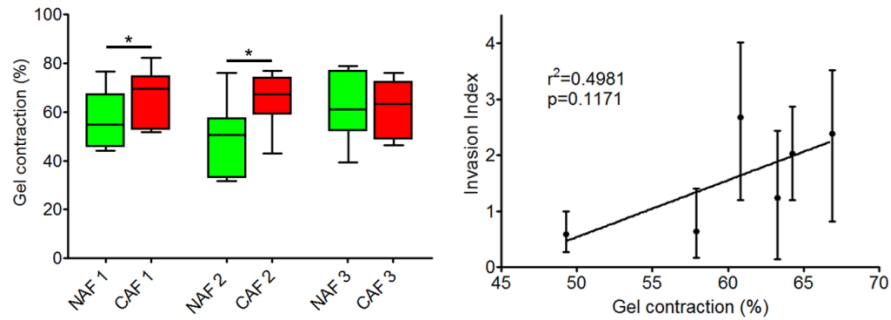 Gel contraction (%)
100
80
60
40
20
0
*
*
NAF 1
CAF 1
NAF 2
CAF 2
NAF 3
CAF 3
Invasion Index
4
3
2
1
0
r²=0.4981
p=0.1171
45
50
55
60
65
70
Gel contraction (%)